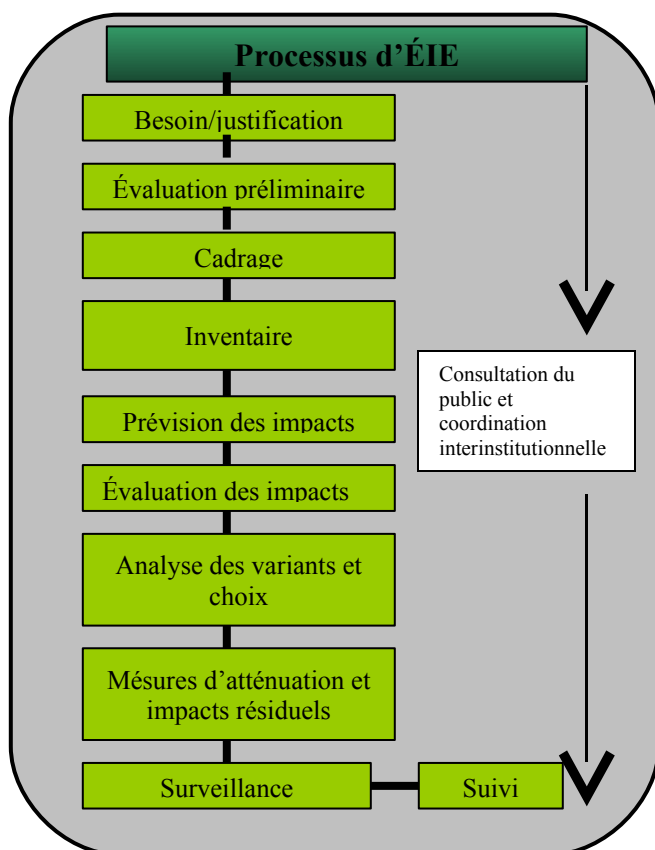 Processus d'ÉIE
Besoin/justification
Évaluation préliminaire
Cadrage
Inventaire
Prévision des impacts
Évaluation des impacts
Analyse des variants et
choix
Mésures d'atténuation et
impacts résiduels
Surveillance
Suivi
Consultation du
public et
coordination
interinstitutionnelle